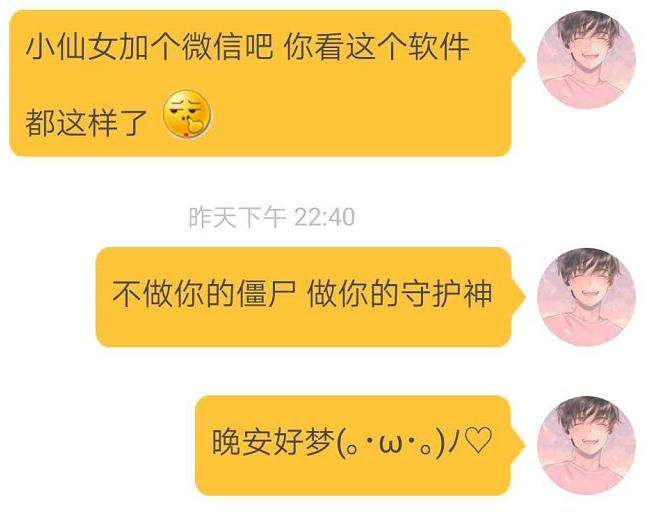 小仙女加个微信吧 你看这个软件
都这样了
昨天下午 22:40
不做你的僵尸 做你的守护神
晚安好梦(｡･ω･｡)ﾉ♡